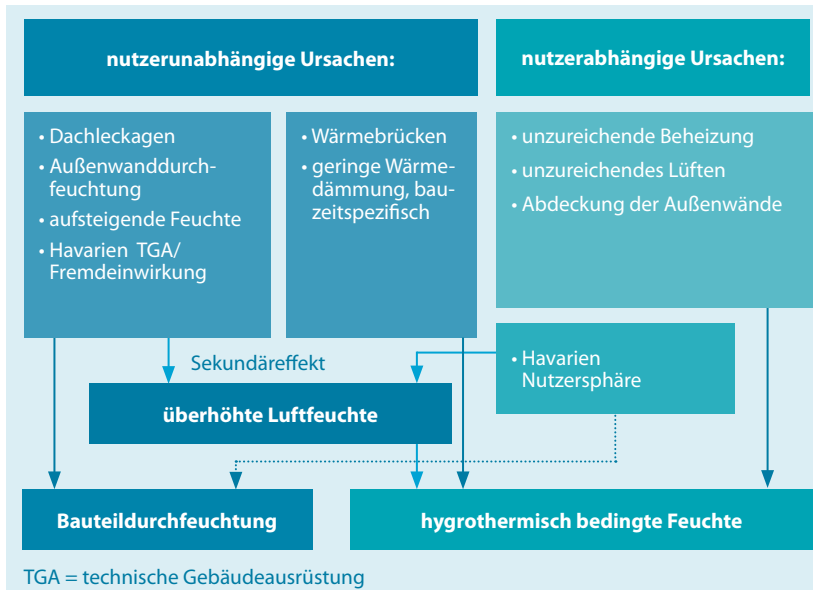 nutzerunabhängige Ursachen:
nutzerabhängige Ursachen:
• Dachleckagen
• Außenwanddurch-
feuchtung
• aufsteigende Feuchte
• Havarien TGA/
Fremdeinwirkung
• Wärmebrücken
• geringe Wärme-
dämmung, bau-
zeitspezifisch
• unzureichende Beheizung
• unzureichendes Lüften
• Abdeckung der Außenwände
Sekundäreffekt
• Havarien
Nutzersphäre
überhöhte Luftfeuchte
Bauteildurchfeuchtung
hygrothermisch bedingte Feuchte
TGA = technische Gebäudeausrüstung